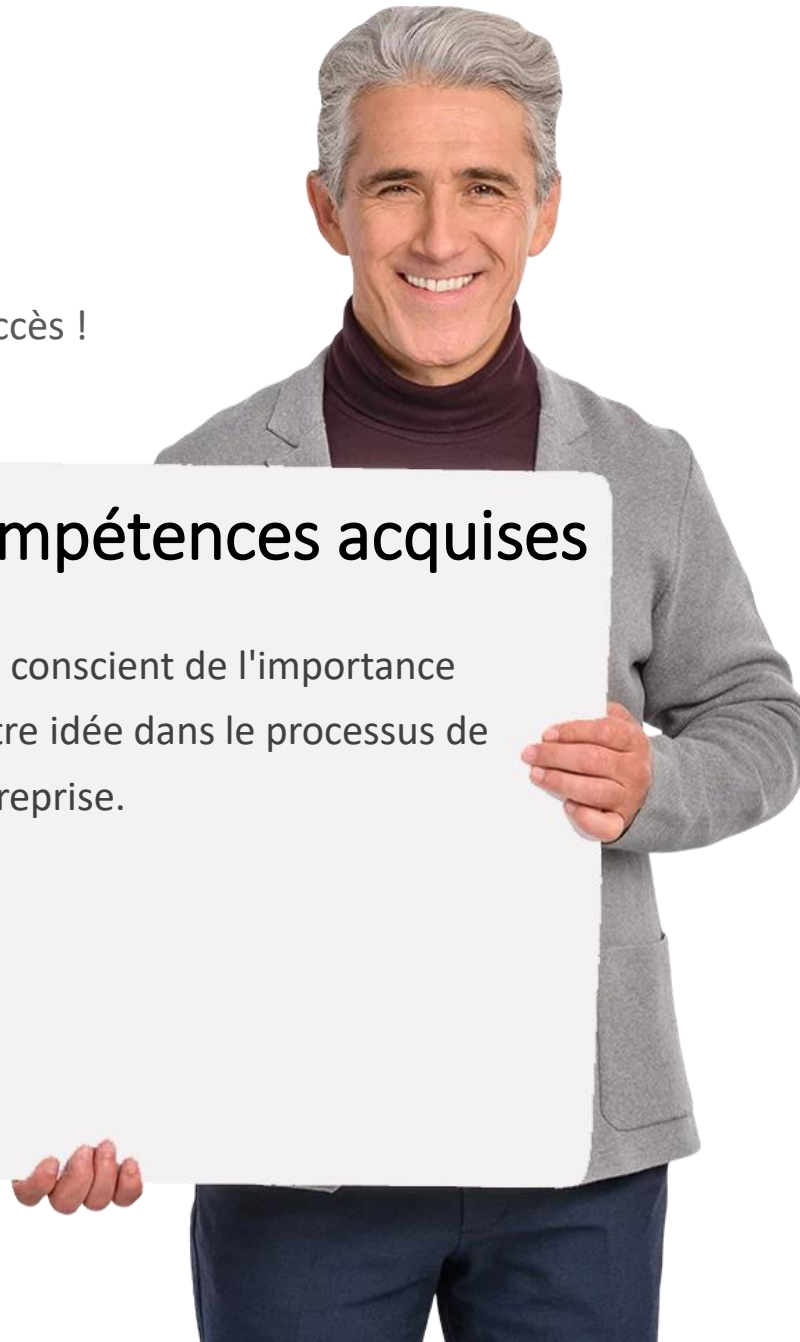 ccès !
mpétences acquises
conscient de l'importance
tre idée dans le processus de
reprise.